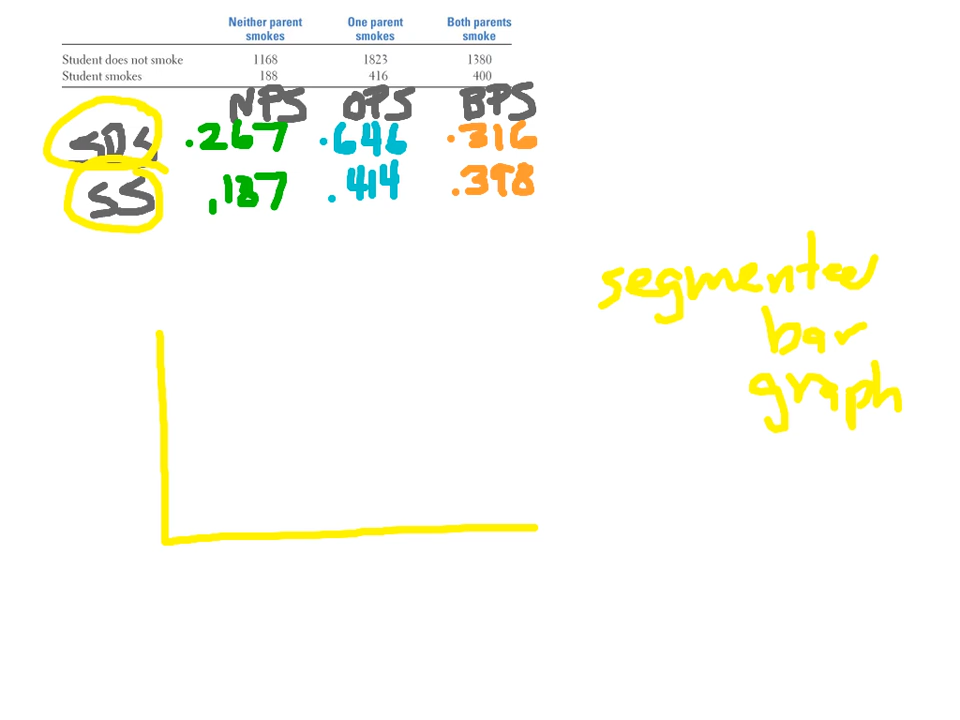 Neither parent smokes One parent smokes Both parents smoke
Student does not smoke 1168 1823 1380
Student smokes 188 416 400
NPS OPS BPS
SDS .267 .646 .316
SS .187 .414 .398
segmented
bar
graph